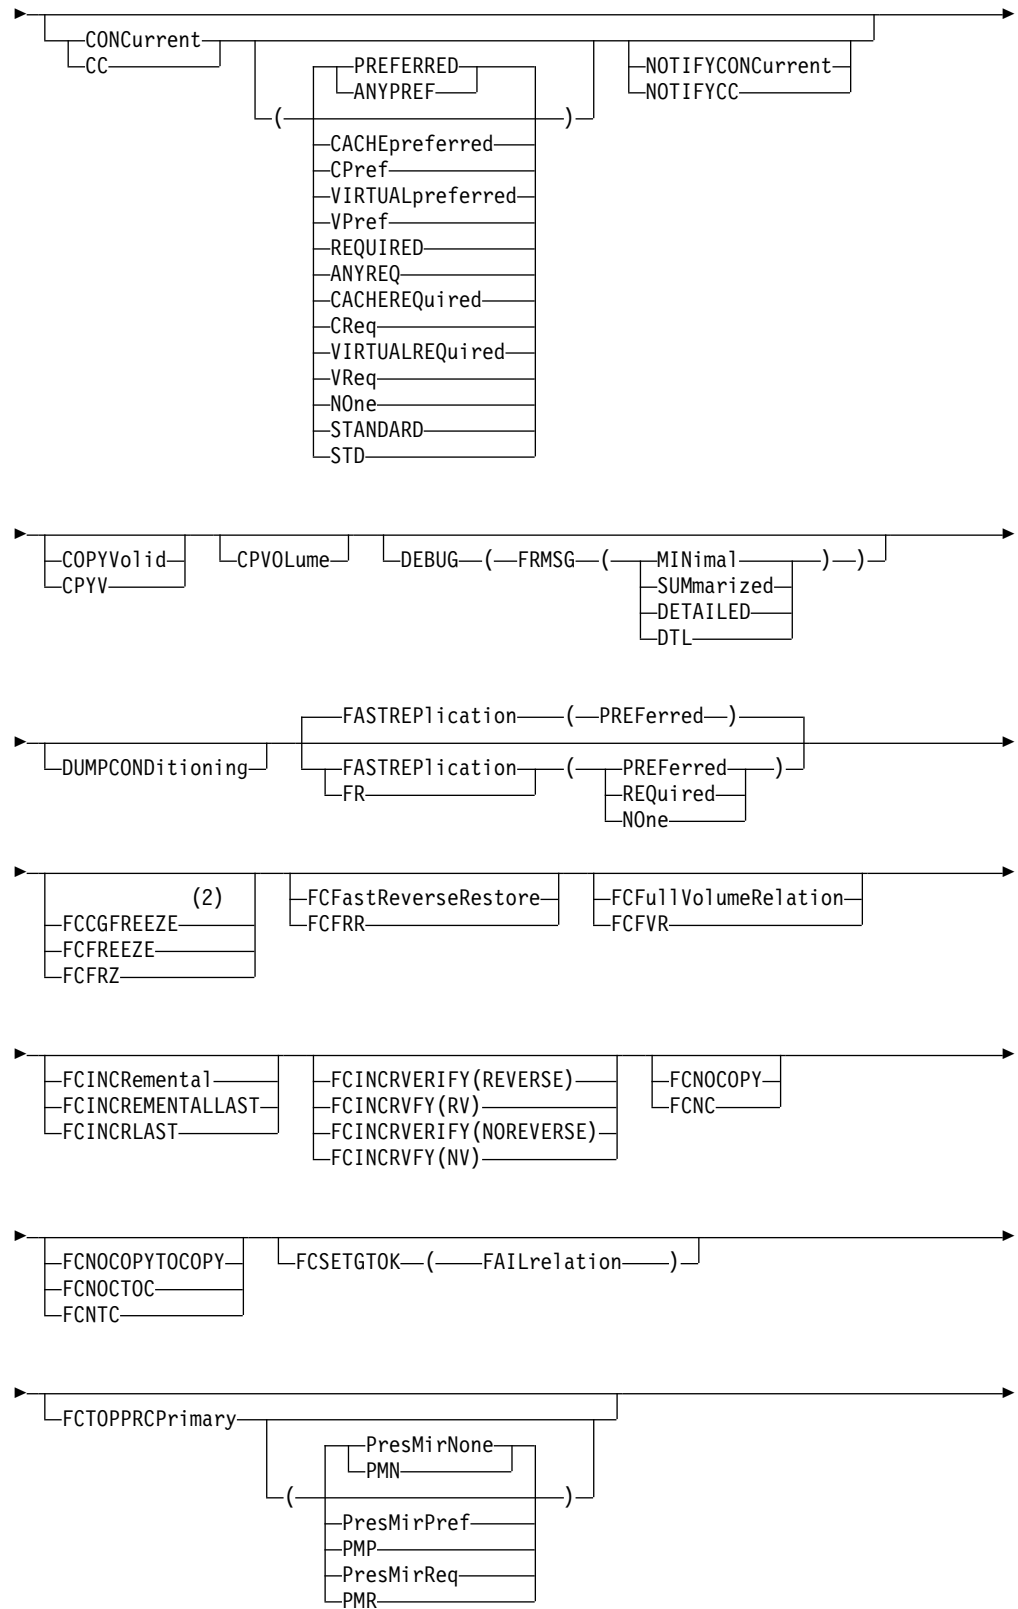 CONCurrent
CC
( PREFERRED )
ANYPREF
CACHEpreferred
CPref
VIRTUALpreferred
VPref
REQUIRED
ANYREQ
CACHEREQuired
CReq
VIRTUALREQuired
VReq
NOne
STANDARD
STD
NOTIFYCONCurrent
NOTIFYCC
COPYVolid
CPYV
CPVOLume
DEBUG ( FRMSG ( MINimal ) )
SUMmarized
DETAILED
DTL
DUMPCONDitioning
FASTREPlication ( PREFerred )
FASTREPlication ( PREFerred )
FR
REQuired
NOne
(2)
FCCGFREEZE
FCFREEZE
FCFRZ
FCFastReverseRestore
FCFRR
FCFullVolumeRelation
FCFVR
FCINCRemental
FCINCREMENTALLAST
FCINCRLAST
FCINCRVERIFY(REVERSE)
FCINCRVFY(RV)
FCINCRVERIFY(NOREVERSE)
FCINCRVFY(NV)
FCNOCOPY
FCNC
FCNOCOPYTOCOPY
FCNOCTOC
FCNTC
FCSETGTOK ( FAILrelation )
FCTOPPRCPrimary
( PresMirNone )
PMN
PresMirPref
PMP
PresMirReq
PMR